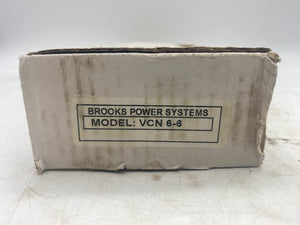 BROOKS POWER SYSTEMS
MODEL: VCN 6-6